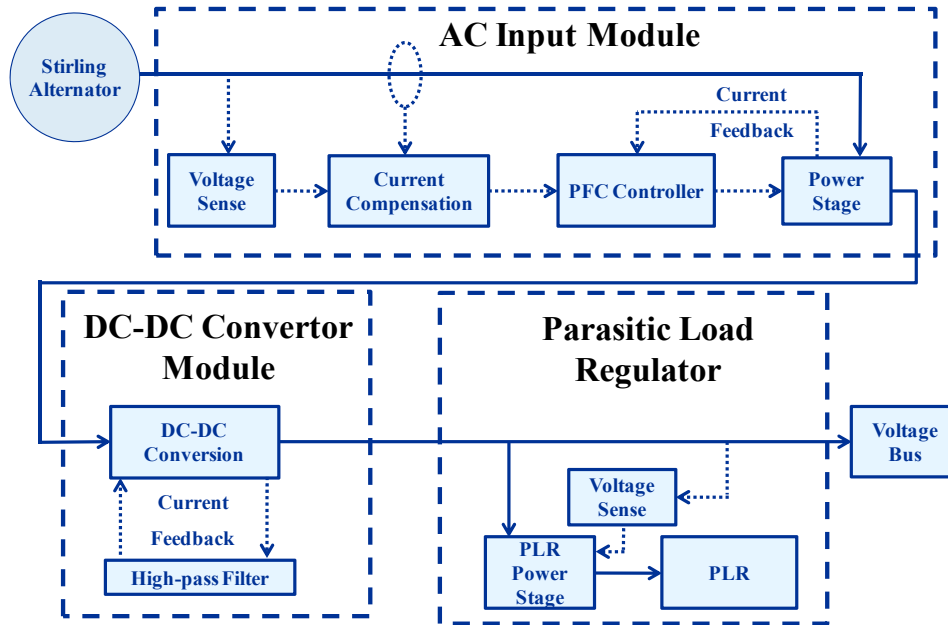 AC Input Module
Stirling
Alternator
Current
Feedback
Voltage
Sense
Current
Compensation
PFC Controller
Power
Stage
DC-DC Convertor
Module
DC-DC
Conversion
Current
Feedback
High-pass Filter
Parasitic Load
Regulator
Voltage
Sense
PLR
Power
Stage
PLR
Voltage
Bus